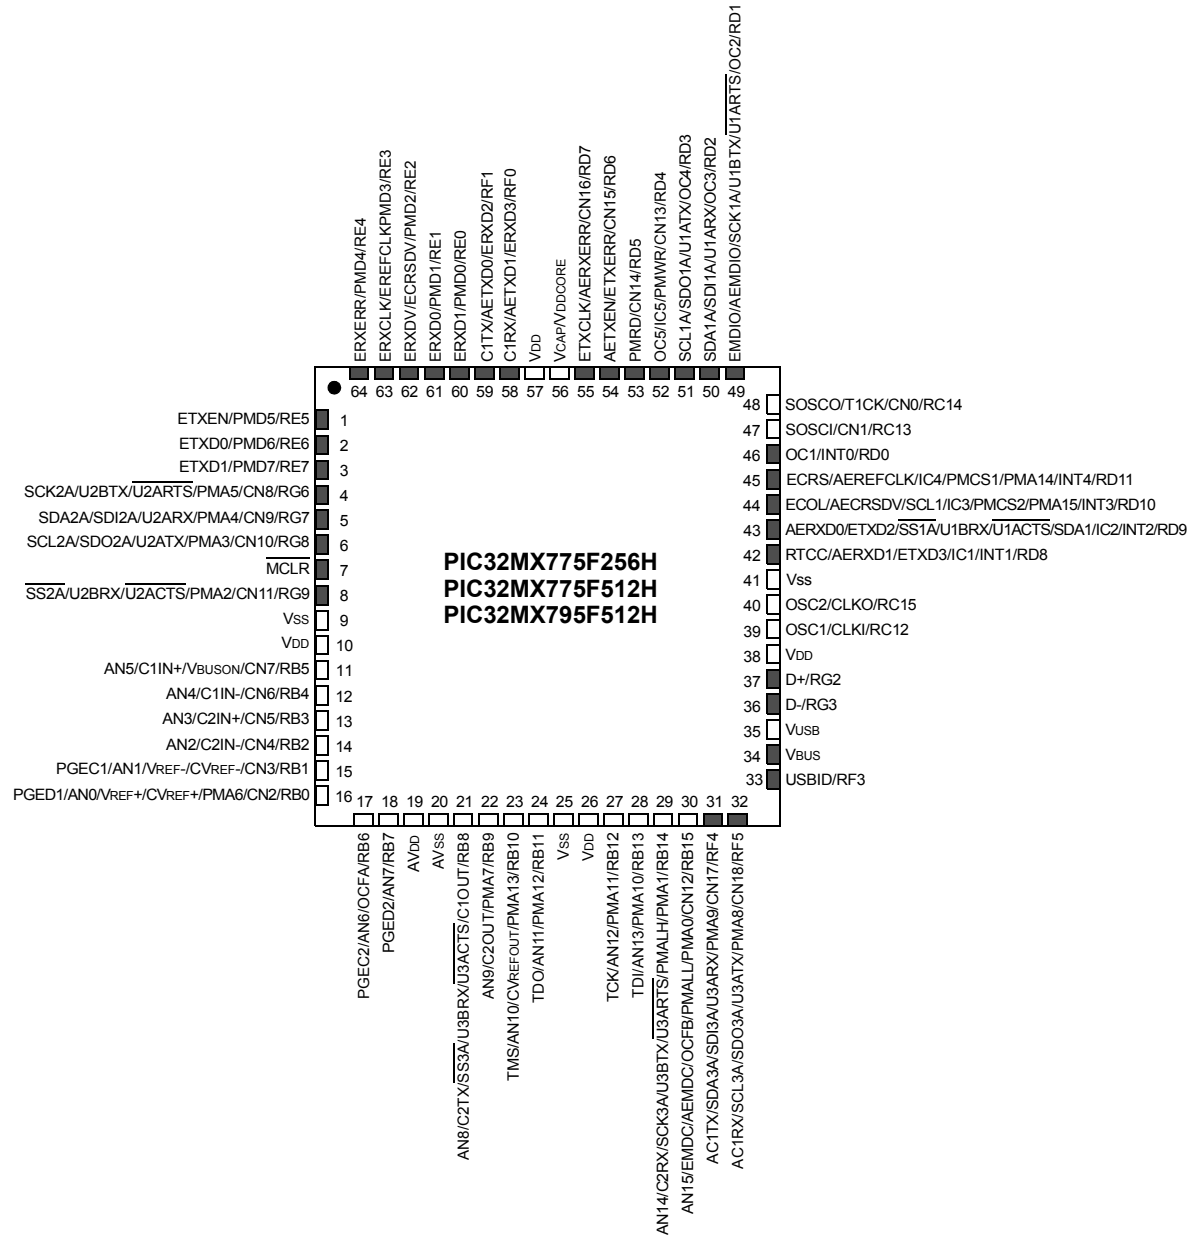 ERXERR/PMD4/RE4
ERXCLK/EREFCLKPMD3/RE3
ERXDV/ECRSDV/PMD2/RE2
ERXD0/PMD1/RE1
ERXD1/PMD0/RE0
C1TX/AETXD0/ERXD2/RF1
C1RX/AETXD1/ERXD3/RF0
VDD
VCAP/VDDCORE
ETXCLK/AERXERR/CN16/RD7
AETXEN/ETXERR/CN15/RD6
PMRD/CN14/RD5
OC5/IC5/PMWR/CN13/RD4
SCL1A/SDO1A/U1ATX/OC4/RD3
SDA1A/SDI1A/U1ARX/OC3/RD2
EMDIO/AEMDIO/SCK1A/U1BTX/U1ARTS/OC2/RD1
64 63 62 61 60 59 58 57 56 55 54 53 52 51 50 49
ETXEN/PMD5/RE5 1
ETXD0/PMD6/RE6 2
ETXD1/PMD7/RE7 3
SCK2A/U2BTX/U2ARTS/PMA5/CN8/RG6 4
SDA2A/SDI2A/U2ARX/PMA4/CN9/RG7 5
SCL2A/SDO2A/U2ATX/PMA3/CN10/RG8 6
MCLR 7
SS2A/U2BRX/U2ACTS/PMA2/CN11/RG9 8
VSS 9
VDD 10
AN5/C1IN+/VBUSON/CN7/RB5 11
AN4/C1IN-/CN6/RB4 12
AN3/C2IN+/CN5/RB3 13
AN2/C2IN-/CN4/RB2 14
PGEC1/AN1/VREF-/CVREF-/CN3/RB1 15
PGED1/AN0/VREF+/CVREF+/PMA6/CN2/RB0 16
PIC32MX775F256H
PIC32MX775F512H
PIC32MX795F512H
48 SOSCO/T1CK/CN0/RC14
47 SOSCI/CN1/RC13
46 OC1/INT0/RD0
45 ECRS/AEREFCLK/IC4/PMCS1/PMA14/INT4/RD11
44 ECOL/AECRSDV/SCL1/IC3/PMCS2/PMA15/INT3/RD10
43 AERXD0/ETXD2/SS1A/U1BRX/U1ACTS/SDA1/IC2/INT2/RD9
42 RTCC/AERXD1/ETXD3/IC1/INT1/RD8
41 Vss
40 OSC2/CLKO/RC15
39 OSC1/CLKI/RC12
38 VDD
37 D+/RG2
36 D-/RG3
35 VUSB
34 VBUS
33 USBID/RF3
17 18 19 20 21 22 23 24 25 26 27 28 29 30 31 32
PGEC2/AN6/OCFA/RB6
PGED2/AN7/RB7
AVDD
AVSS
AN8/C2TX/SS3A/U3BRX/U3ACTS/C1OUT/RB8
AN9/C2OUT/PMA7/RB9
TMS/AN10/CVREFOUT/PMA13/RB10
TDO/AN11/PMA12/RB11
VSS
VDD
TCK/AN12/PMA11/RB12
TDI/AN13/PMA10/RB13
AN14/C2RX/SCK3A/U3BTX/U3ARTS/PMALH/PMA1/RB14
AN15/EMDC/AEMDC/OCFB/PMALL/PMA0/CN12/RB15
AC1TX/SDA3A/SDI3A/U3ARX/PMA9/CN17/RF4
AC1RX/SCL3A/SDO3A/U3ATX/PMA8/CN18/RF5